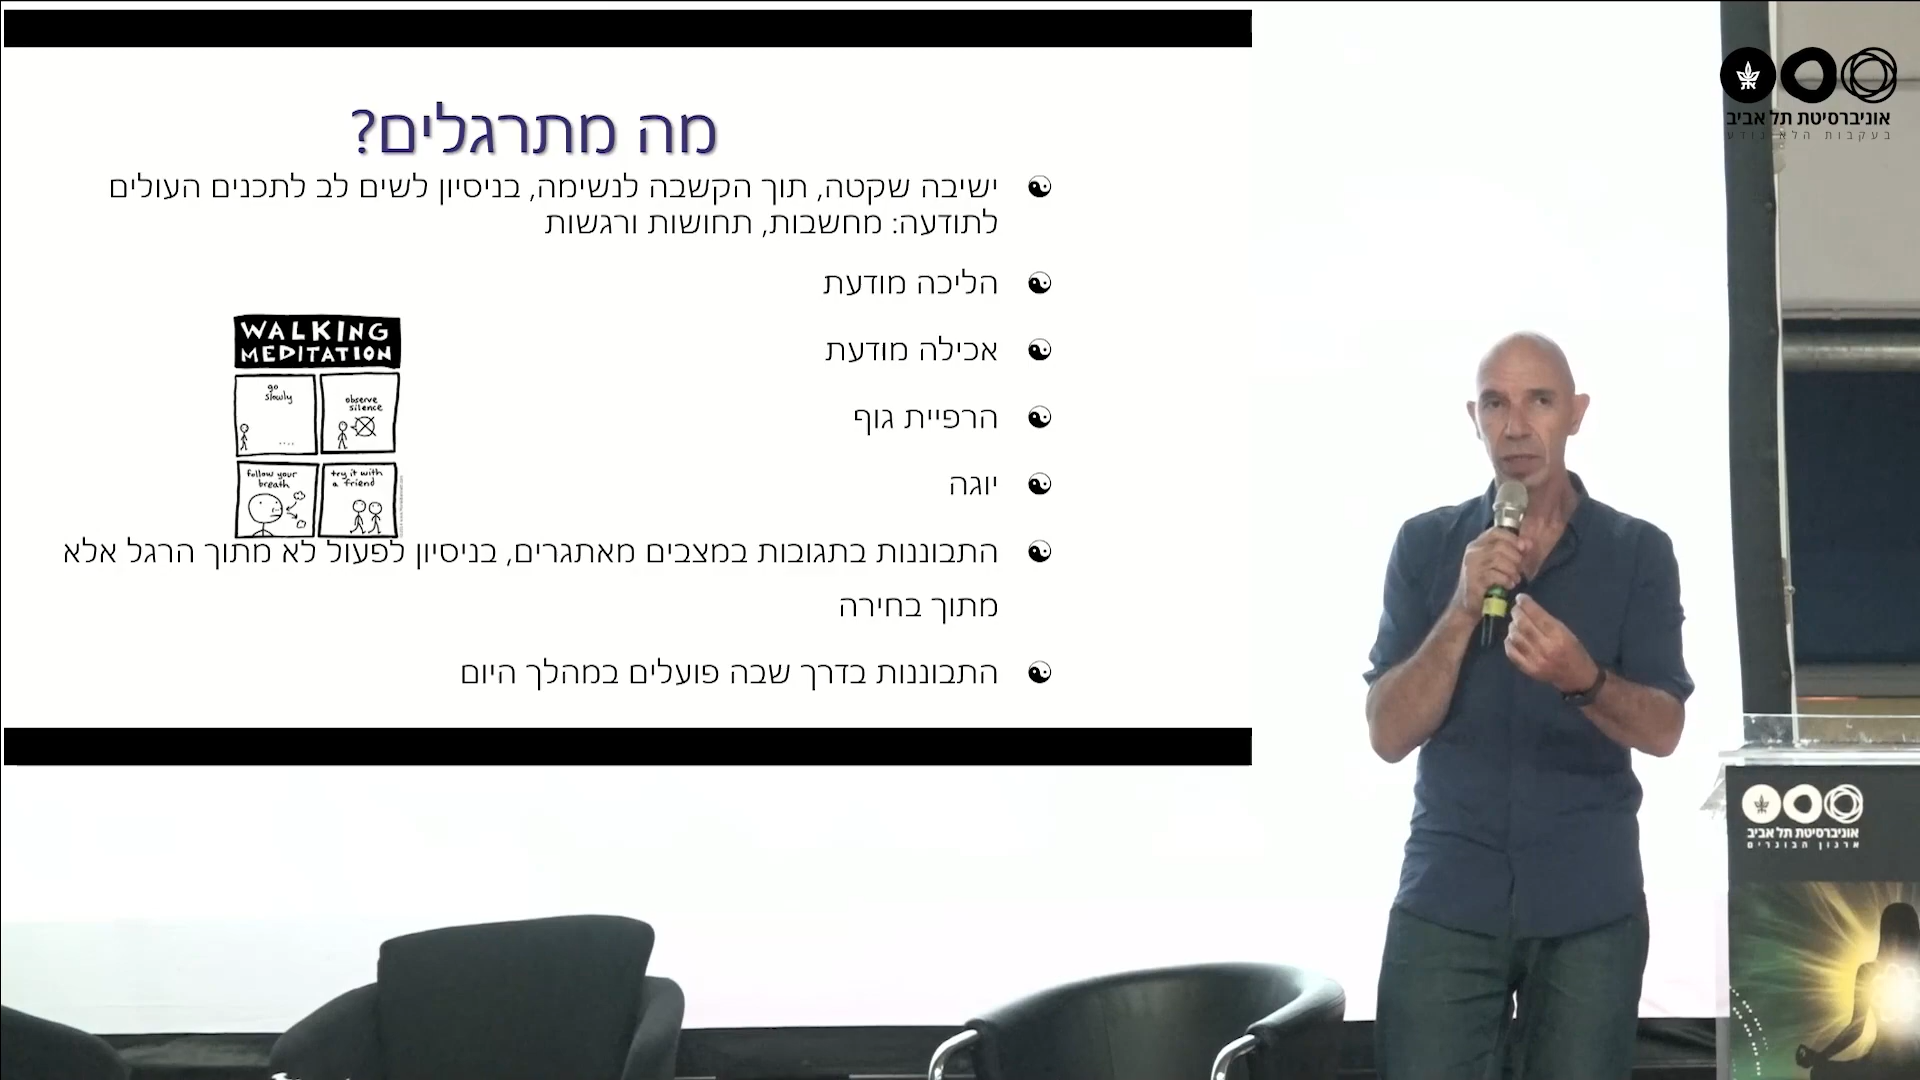 מה מתרגלים?
ישיבה שקטה, תוך הקשבה לנשימה, בניסיון לשים לב לתכנים העולים
לתודעה: מחשבות, תחושות ורגשות
הליכה מודעת
אכילה מודעת
הרפיית גוף
יוגה
התבוננות בתגובות במצבים מאתגרים, בניסיון לפעול לא מתוך הרגל אלא
מתוך בחירה
התבוננות בדרך שבה פועלים במהלך היום
WALKING
MEDITATION
go
slowly
observe
silence
follow your
breath
try it with
a friend
אוניברסיטת תל אביב
בעקבות הלא נודע
אוניברסיטת תל אביב
ארגון הבוגרים